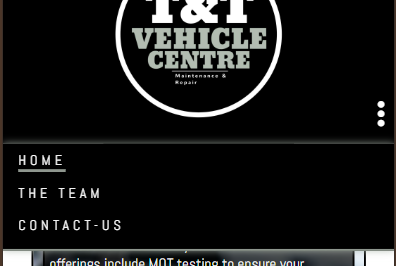 T&T
VEHICLE
CENTRE
Maintenance &
Repair
HOME
THE TEAM
CONTACT-US
offerings include MOT testing to ensure your